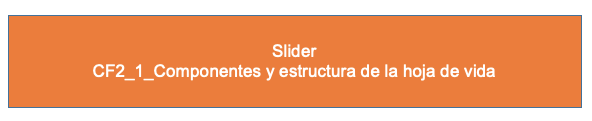 Slider
CF2_1_Componentes y estructura de la hoja de vida